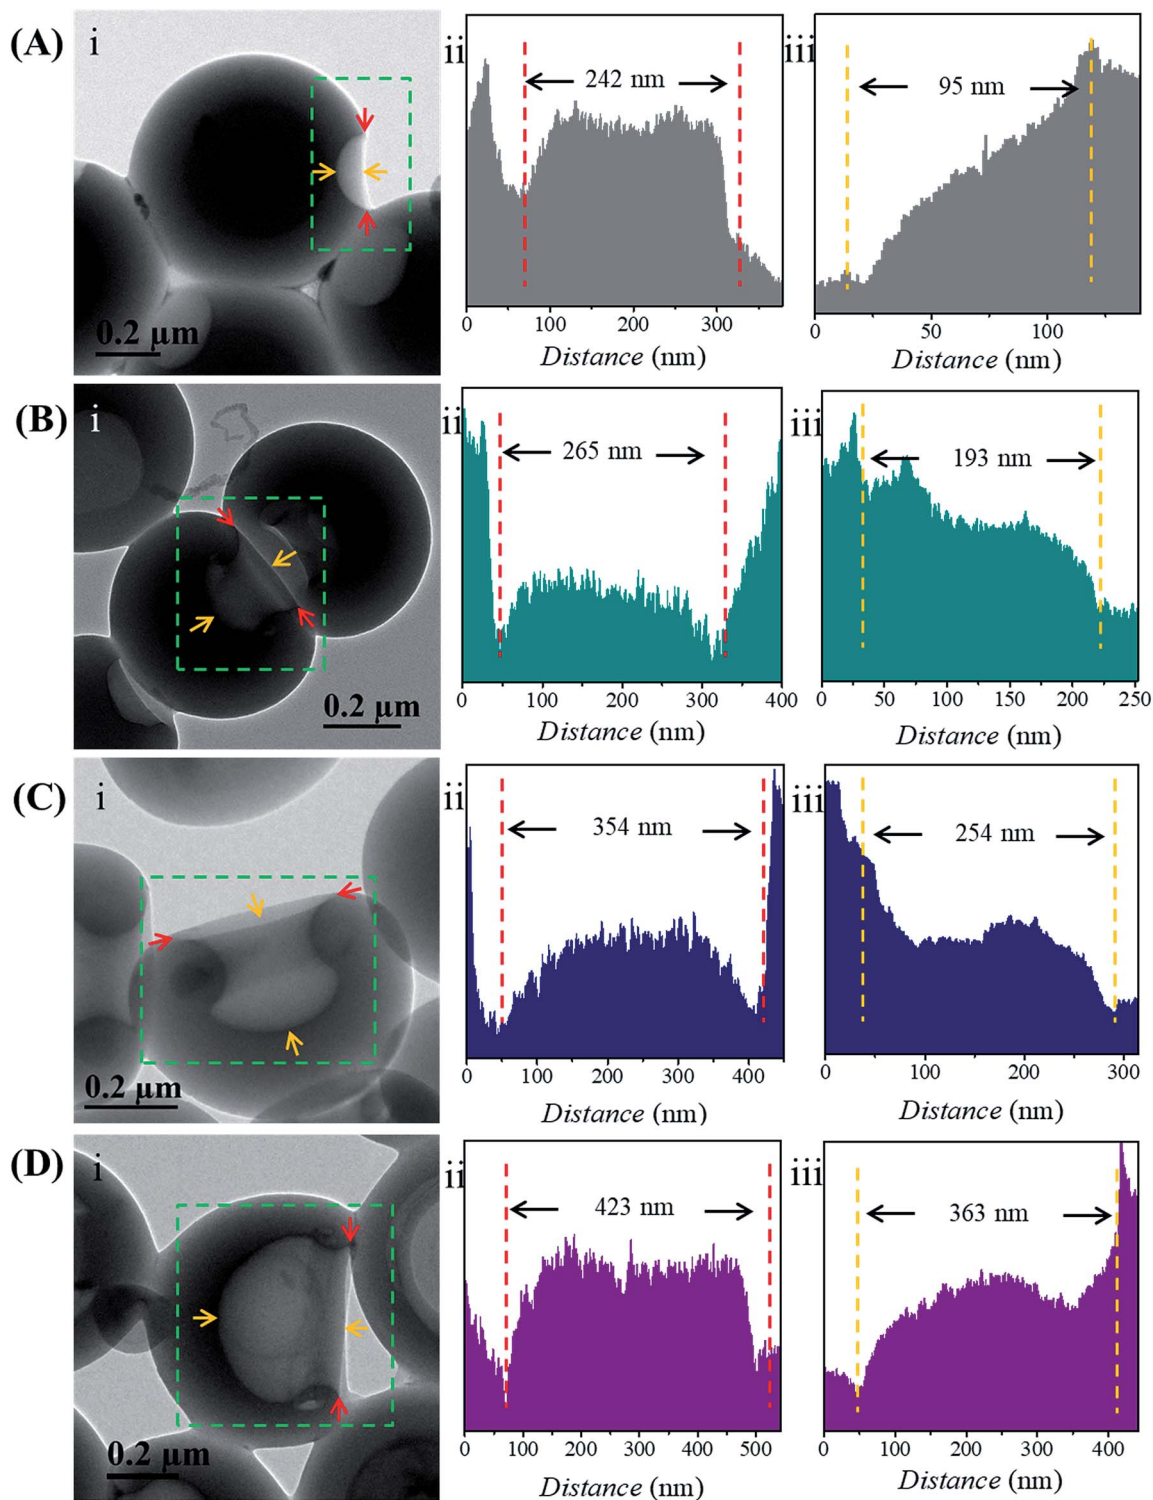 (A) i ii iii
242 nm
95 nm
0.2 µm
0 100 200 300
Distance (nm)
0 50 100
Distance (nm)
(B) i ii iii
265 nm
193 nm
0.2 µm
0 100 200 300 400
Distance (nm)
0 50 100 150 200 250
Distance (nm)
(C) i ii iii
354 nm
254 nm
0.2 µm
0 100 200 300 400
Distance (nm)
0 100 200 300
Distance (nm)
(D) i ii iii
423 nm
363 nm
0.2 µm
0 100 200 300 400 500
Distance (nm)
0 100 200 300 400
Distance (nm)